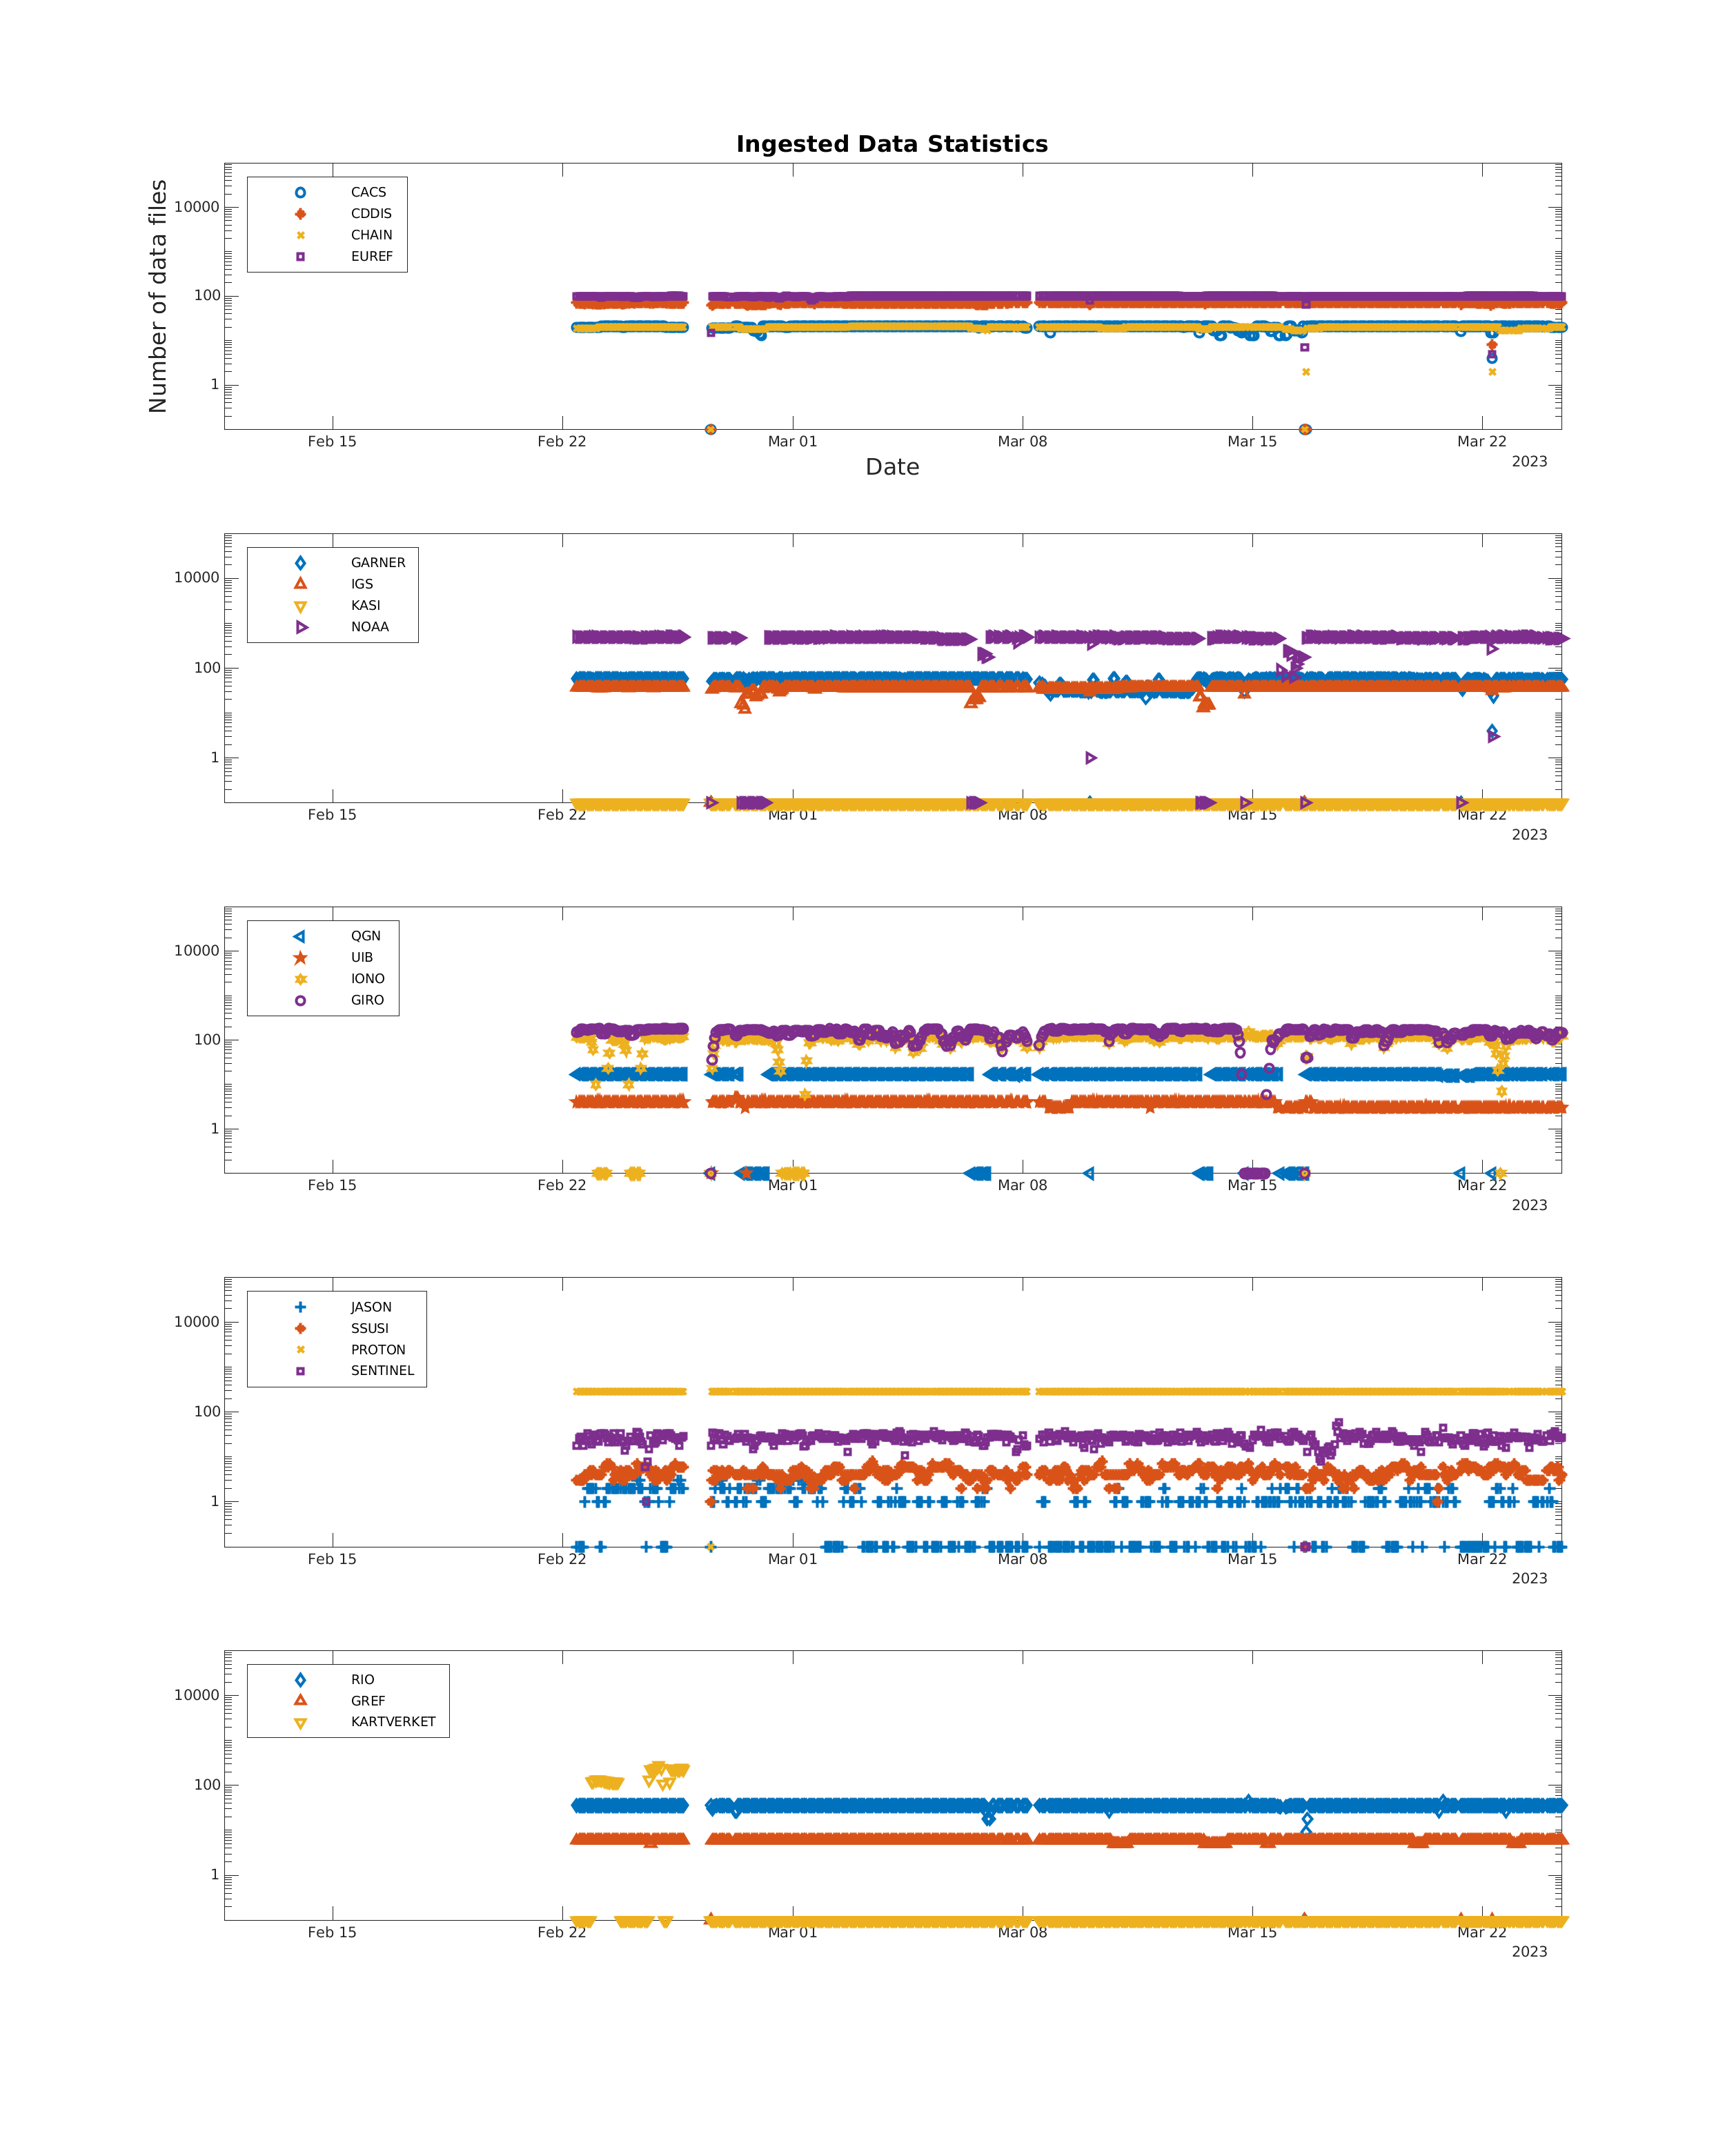 Ingested Data Statistics
Number of data files
10000
100
1
CACS
CDDIS
CHAIN
EUREF
Feb 15 Feb 22 Mar 01 Mar 08 Mar 15 Mar 22
2023
Date
10000
100
1
GARNER
IGS
KASI
NOAA
Feb 15 Feb 22 Mar 01 Mar 08 Mar 15 Mar 22
2023
10000
100
1
QGN
UIB
IONO
GIRO
Feb 15 Feb 22 Mar 01 Mar 08 Mar 15 Mar 22
2023
10000
100
1
JASON
SSUSI
PROTON
SENTINEL
Feb 15 Feb 22 Mar 01 Mar 08 Mar 15 Mar 22
2023
10000
100
1
RIO
GREF
KARTVERKET
Feb 15 Feb 22 Mar 01 Mar 08 Mar 15 Mar 22
2023